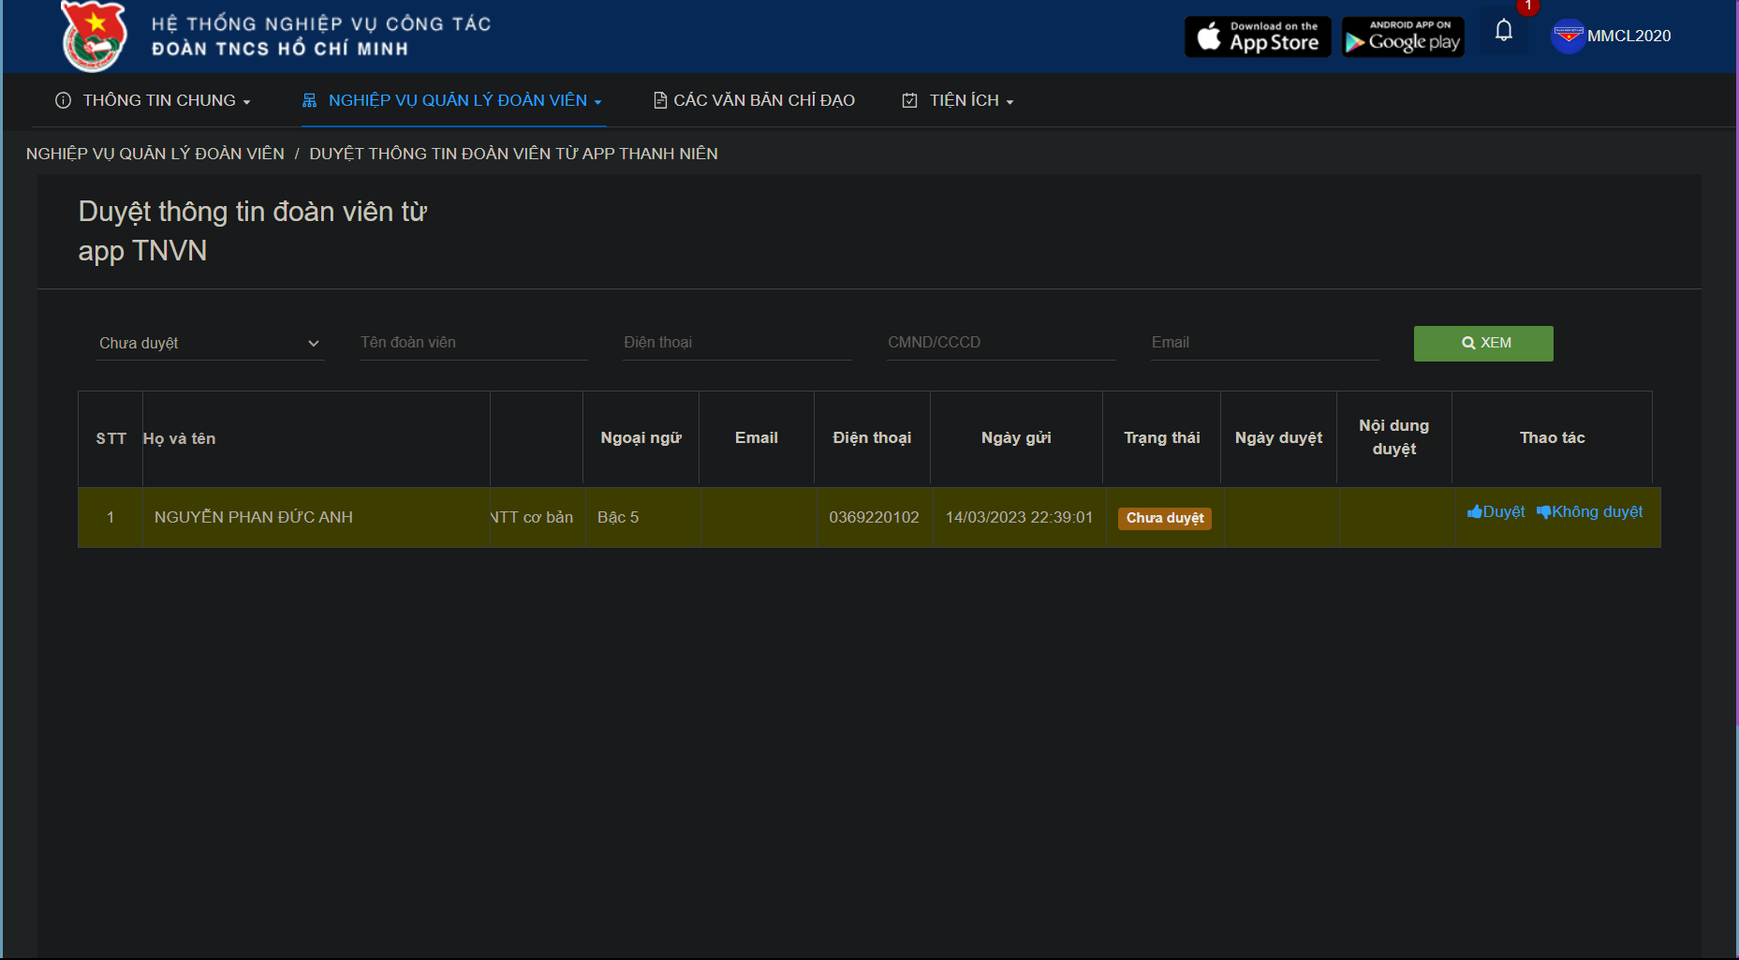 HỆ THỐNG NGHIỆP VỤ CÔNG TÁC
ĐOÀN TNCS HỒ CHÍ MINH
Download on the
App Store
ANDROID APP ON
Google play
1
MMCL2020
THÔNG TIN CHUNG
NGHIỆP VỤ QUẢN LÝ ĐOÀN VIÊN
CÁC VĂN BẢN CHỈ ĐẠO
TIỆN ÍCH
NGHIỆP VỤ QUẢN LÝ ĐOÀN VIÊN / DUYỆT THÔNG TIN ĐOÀN VIÊN TỪ APP THANH NIÊN
Duyệt thông tin đoàn viên từ
app TNVN
Chưa duyệt
Tên đoàn viên
Điện thoại
CMND/CCCD
Email
XEM
STT
Họ và tên
Ngoại ngữ
Email
Điện thoại
Ngày gửi
Trạng thái
Ngày duyệt
Nội dung
duyệt
Thao tác
1
NGUYỄN PHAN ĐỨC ANH
NTT cơ bản
Bậc 5
0369220102
14/03/2023 22:39:01
Chưa duyệt
Duyệt
Không duyệt